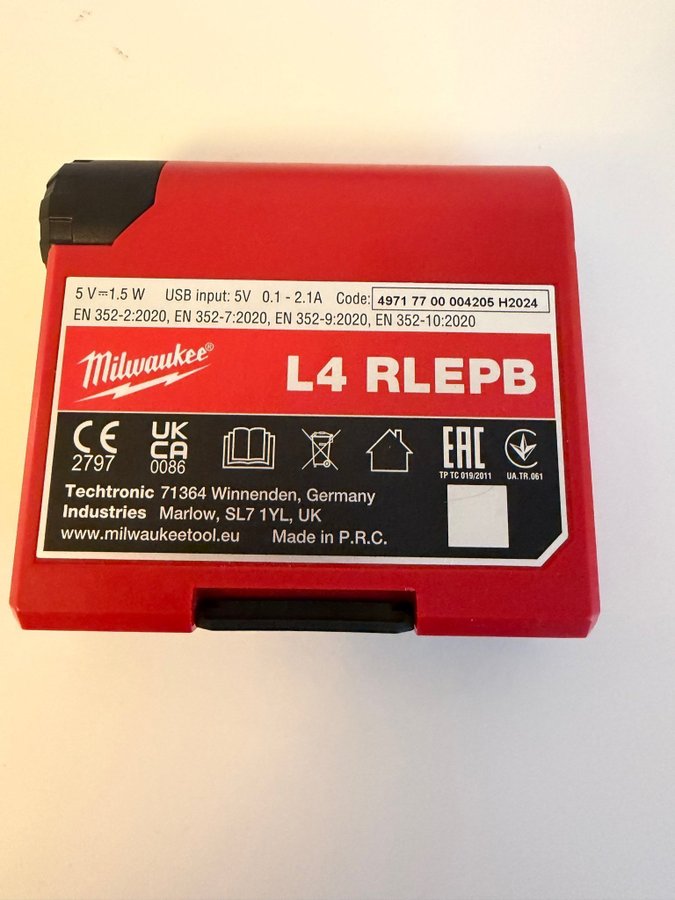 5 V⎓1.5 W USB input: 5V 0.1 - 2.1A Code: 4971 77 00 004205 H2024
EN 352-2:2020, EN 352-7:2020, EN 352-9:2020, EN 352-10:2020
Milwaukee®
L4 RLEPB
CE UK CA EAC
2797 0086 TP TC 019/2011 UA.TR.061
Techtronic 71364 Winnenden, Germany
Industries Marlow, SL7 1YL, UK
www.milwaukeetool.eu Made in P.R.C.